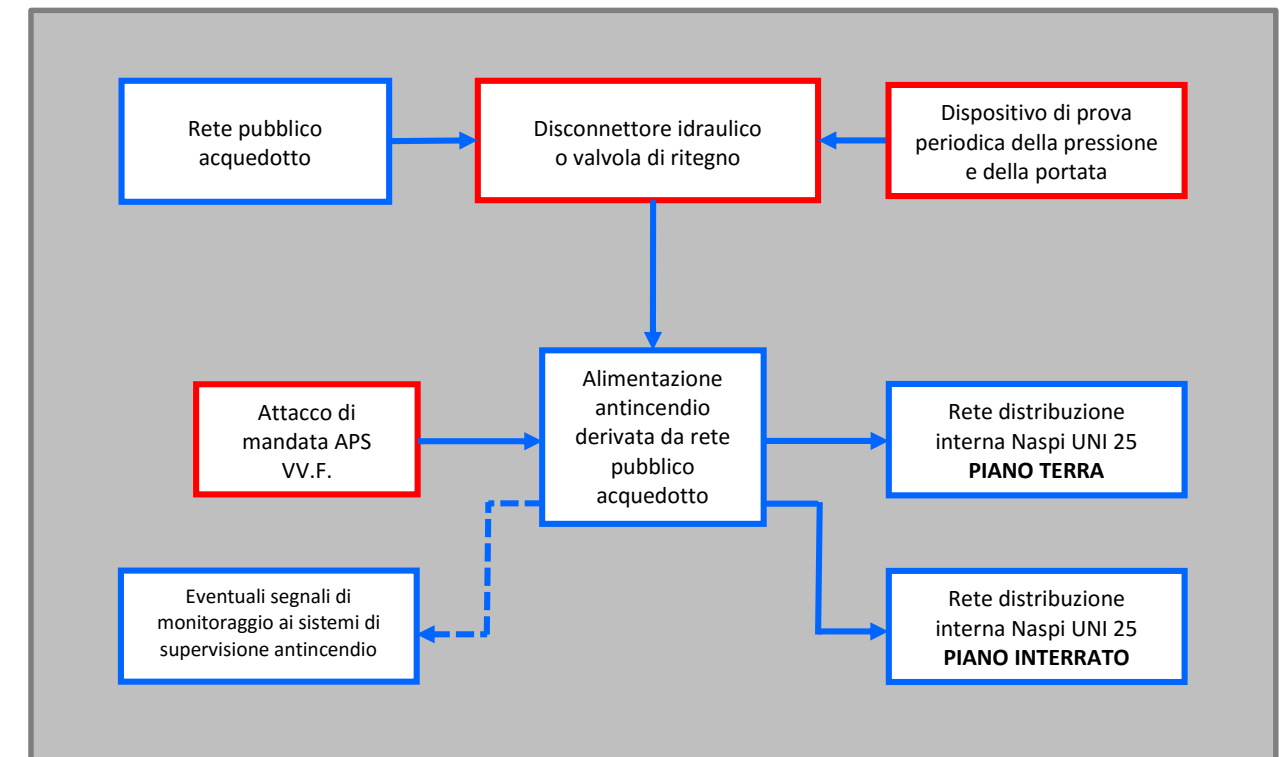 Rete pubblico
acquedotto
Disconnettore idraulico
o valvola di ritegno
Dispositivo di prova
periodica della pressione
e della portata
Attacco di
mandata APS
VV.F.
Alimentazione
antincendio
derivata da rete
pubblico
acquedotto
Rete distribuzione
interna Naspi UNI 25
PIANO TERRA
Eventuali segnali di
monitoraggio ai sistemi di
supervisione antincendio
Rete distribuzione
interna Naspi UNI 25
PIANO INTERRATO